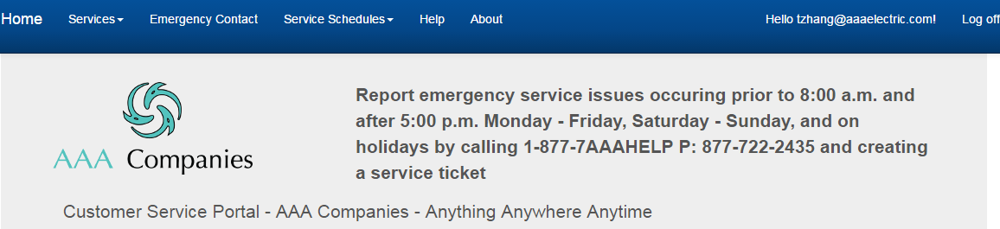 Home Services Emergency Contact Service Schedules Help About Hello tzhang@aaaelectric.com! Log off
Report emergency service issues occuring prior to 8:00 a.m. and
after 5:00 p.m. Monday - Friday, Saturday - Sunday, and on
holidays by calling 1-877-7AAAHELP P: 877-722-2435 and creating
a service ticket
AAA Companies
Customer Service Portal - AAA Companies - Anything Anywhere Anytime